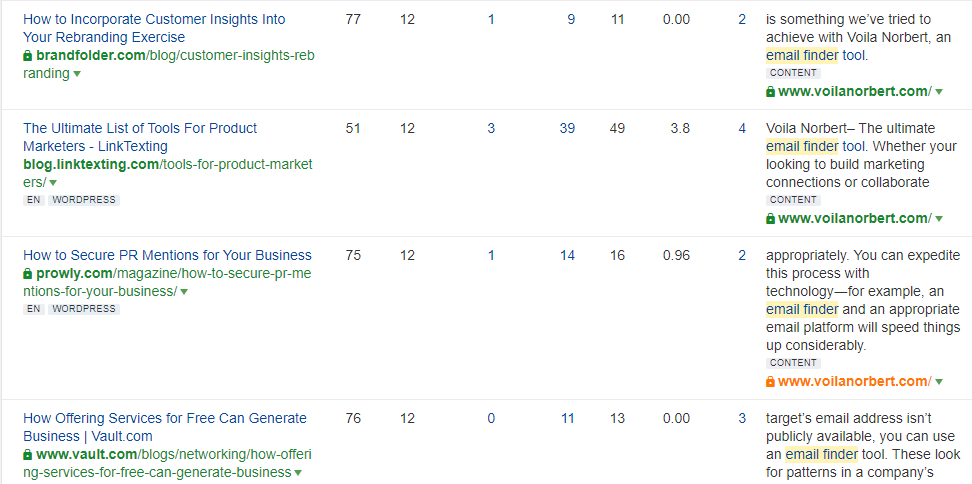 How to Incorporate Customer Insights Into 77 12 1 9 11 0.00 2 is something we've tried to
Your Rebranding Exercise achieve with Voila Norbert, an
brandfolder.com/blog/customer-insights-reb email finder tool.
randing CONTENT
www.voilanorbert.com/
The Ultimate List of Tools For Product 51 12 3 39 49 3.8 4 Voila Norbert– The ultimate
Marketers - LinkTexting email finder tool. Whether your
blog.linktexting.com/tools-for-product-market looking to build marketing
ers/ connections or collaborate
EN WORDPRESS CONTENT
www.voilanorbert.com/
How to Secure PR Mentions for Your Business 75 12 1 14 16 0.96 2 appropriately. You can expedite
prowly.com/magazine/how-to-secure-pr-me this process with
ntions-for-your-business/ technology—for example, an
EN WORDPRESS email finder and an appropriate
email platform will speed things
up considerably.
CONTENT
www.voilanorbert.com/
How Offering Services for Free Can Generate 76 12 0 11 13 0.00 3 target's email address isn't
Business | Vault.com publicly available, you can use
www.vault.com/blogs/networking/how-offeri an email finder tool. These look
ng-services-for-free-can-generate-business for patterns in a company's